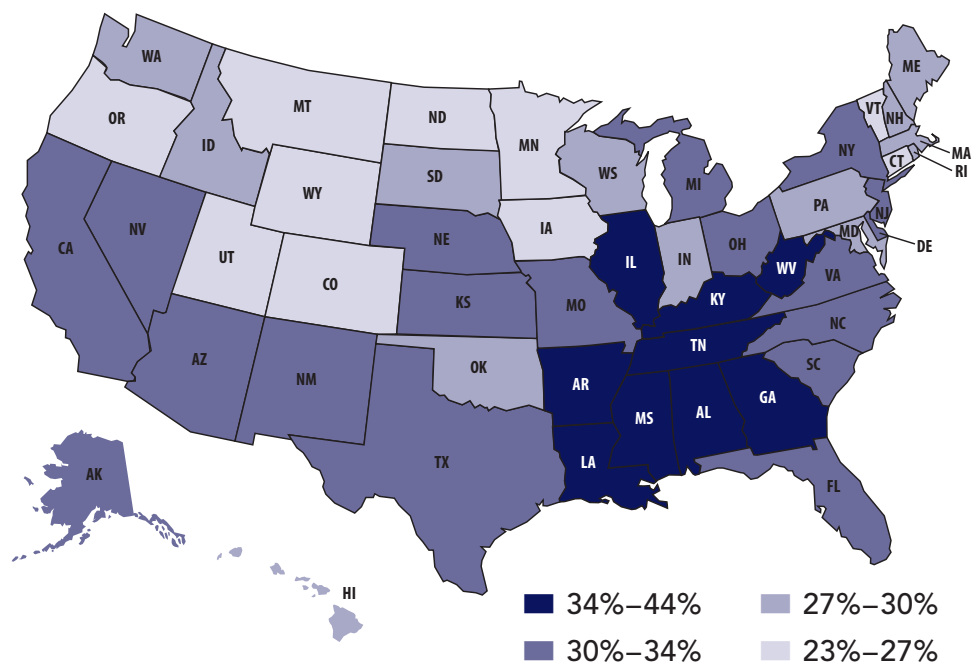 WA
ME
MT
ND
VT
NH
OR
MN
ID
MA
NY
SD
WS
CT
RI
MI
WY
PA
NJ
IA
NE
MD
NV
OH
DE
CA
UT
IL
IN
WV
CO
VA
KY
KS
MO
NC
TN
AZ
SC
OK
NM
AR
GA
MS
AL
TX
LA
AK
FL
HI
34%–44%
27%–30%
30%–34%
23%–27%